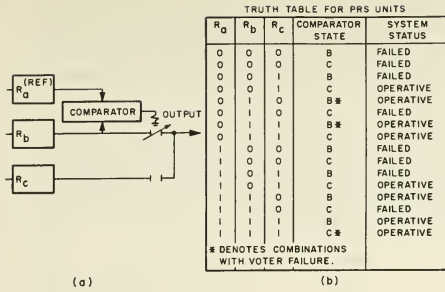 TRUTH TABLE FOR PRS UNITS
Ra Rb Rc COMPARATOR STATE SYSTEM STATUS
0 0 0 B FAILED
0 0 0 C FAILED
0 0 1 B FAILED
0 0 1 C OPERATIVE
0 1 0 B* OPERATIVE
0 1 0 C FAILED
0 1 1 B* OPERATIVE
0 1 1 C OPERATIVE
1 0 0 B FAILED
1 0 0 C FAILED
1 0 1 B FAILED
1 0 1 C OPERATIVE
1 1 0 B OPERATIVE
1 1 0 C FAILED
1 1 1 B OPERATIVE
1 1 1 C* OPERATIVE
* DENOTES COMBINATIONS
WITH VOTER FAILURE.
(REF)
Ra
COMPARATOR
OUTPUT
Rb
Rc
(a)
(b)